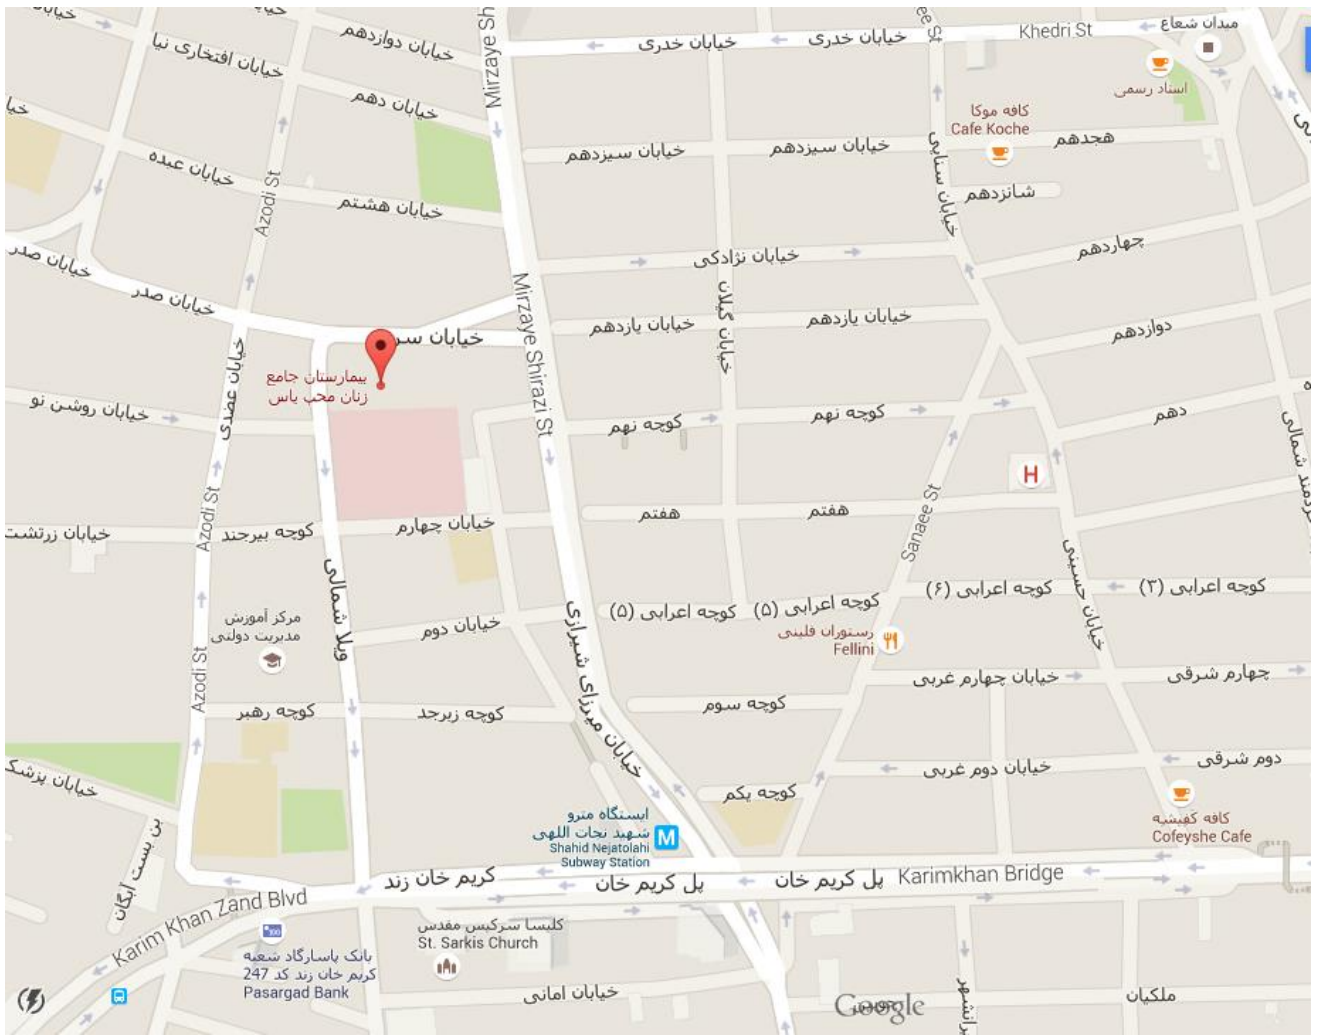 خیابان
خیابان دوازدهم
Mirzaye Sh
خیابان خدری
خیابان خدری
Khedri St
میدان شعاع
خیابان افتخاری نیا
خیابان دهم
اسناد رسمی
کافه موکا
Cafe Koche
هجدهم
خیابان عبده
خیابان سیزدهم
خیابان سیزدهم
خیابان سنایی
شانزدهم
Azodi St
خیابان هشتم
چهاردهم
خیابان صدر
خیابان نژادکی
خیابان صدر
Mirzaye Shirazi St
خیابان گیلان
خیابان یازدهم
خیابان یازدهم
دوازدهم
خیابان سر
خیابان عضدی
بیمارستان جامع
زنان محب یاس
خیابان روشن نو
کوچه نهم
کوچه نهم
دهم
H
خردمند شمالی
Azodi St
خیابان زرتشت
کوچه بیرجند
خیابان چهارم
هفتم
هفتم
Sanaee St
خیابان حسینی
ویلا شمالی
کوچه اعرابی (۵)
کوچه اعرابی (۵)
کوچه اعرابی (۶)
کوچه اعرابی (۳)
مرکز آموزش
مدیریت دولتی
خیابان دوم
رستوران فلینی
Fellini
Azodi St
خیابان میرزای شیرازی
خیابان چهارم غربی
چهارم شرقی
کوچه رهبر
کوچه زیرجد
کوچه سوم
خیابان پزشک
خیابان دوم غربی
دوم شرقی
کوچه یکم
بن بست آبگان
ایستگاه مترو
شهید نجات اللهی
Shahid Nejatolahi
Subway Station
M
کافه کفیشه
Cofeyshe Cafe
کریم خان زند
پل کریم خان
پل کریم خان
Karimkhan Bridge
Karim Khan Zand Blvd
کلیسا سرکیس مقدس
St. Sarkis Church
بانک پاسارگاد شعبه
کریم خان زند کد 247
Pasargad Bank
خیابان امانی
Google
ملکیان
یرانشهر